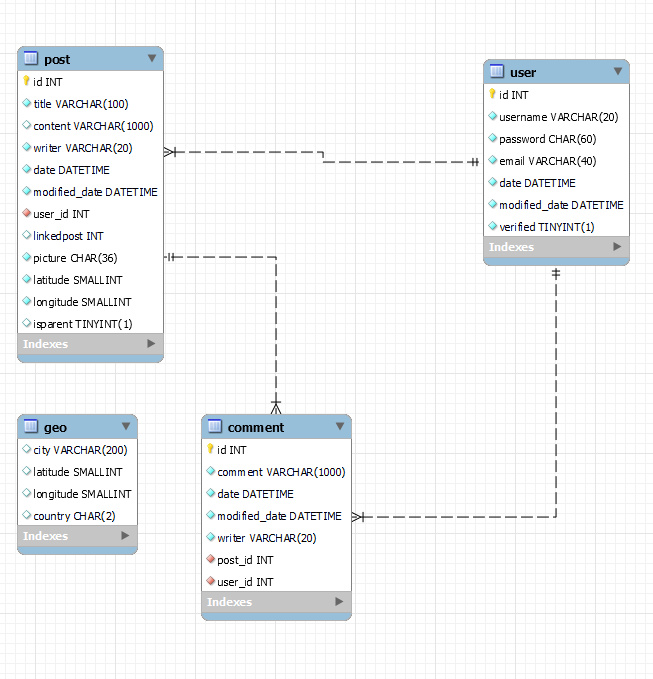 post
id INT
title VARCHAR(100)
content VARCHAR(1000)
writer VARCHAR(20)
date DATETIME
modified_date DATETIME
user_id INT
linkedpost INT
picture CHAR(36)
latitude SMALLINT
longitude SMALLINT
isparent TINYINT(1)
Indexes
user
id INT
username VARCHAR(20)
password CHAR(60)
email VARCHAR(40)
date DATETIME
modified_date DATETIME
verified TINYINT(1)
Indexes
geo
city VARCHAR(200)
latitude SMALLINT
longitude SMALLINT
country CHAR(2)
Indexes
comment
id INT
comment VARCHAR(1000)
date DATETIME
modified_date DATETIME
writer VARCHAR(20)
post_id INT
user_id INT
Indexes